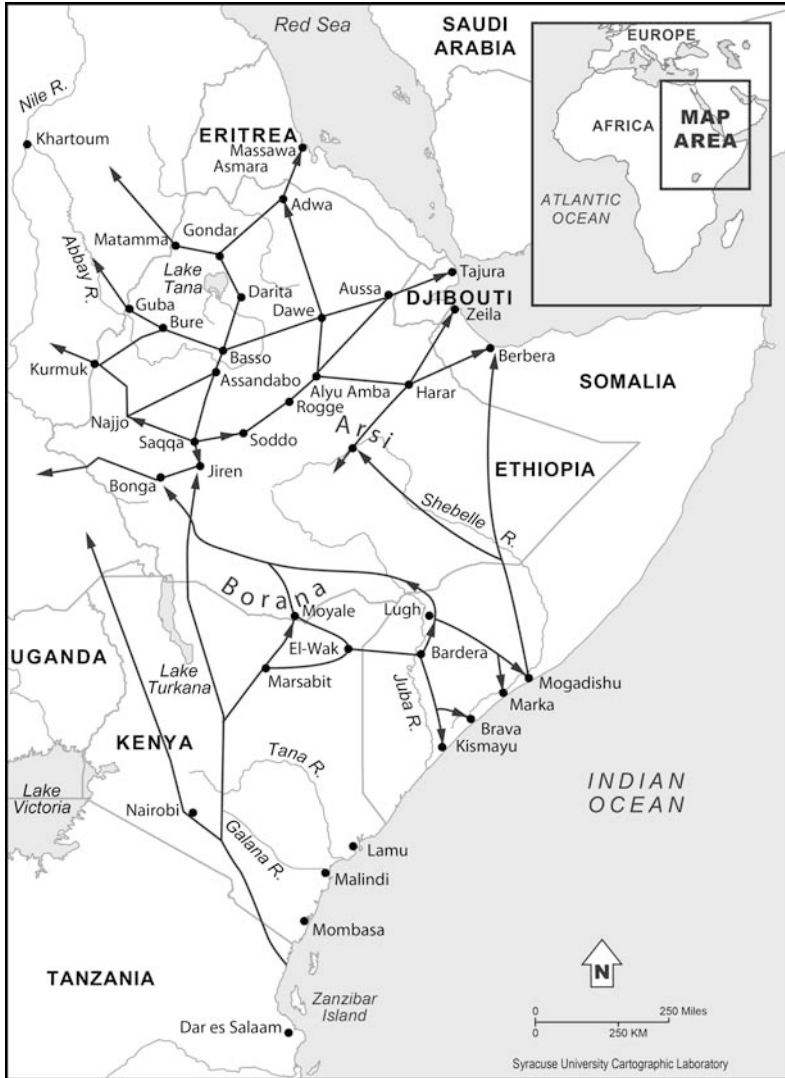 Red Sea
SAUDI
ARABIA
EUROPE
AFRICA
MAP
AREA
ATLANTIC
OCEAN
Nile R.
Khartoum
ERITREA
Massawa
Asmara
Adwa
Matamma
Gondar
Abbay R.
Lake
Tana
Tajura
Aussa
DJIBOUTI
Zeila
Guba
Darita
Dawe
Bure
Basso
Berbera
Kurmuk
Assandabo
Alyu Amba
Harar
SOMALIA
Najjo
Rogge
Arsi
Saqqa
Soddo
ETHIOPIA
Bonga
Jiren
Shebelle R.
Borana
Moyale
Lugh
UGANDA
Lake
Turkana
El-Wak
Bardera
Marsabit
Juba R.
Mogadishu
Marka
Brava
Kismayu
KENYA
Tana R.
Lake
Victoria
Nairobi
INDIAN
OCEAN
Galana R.
Lamu
Malindi
Mombasa
TANZANIA
Zanzibar
Island
N
Dar es Salaam
0 250 Miles
0 250 KM
Syracuse University Cartographic Laboratory